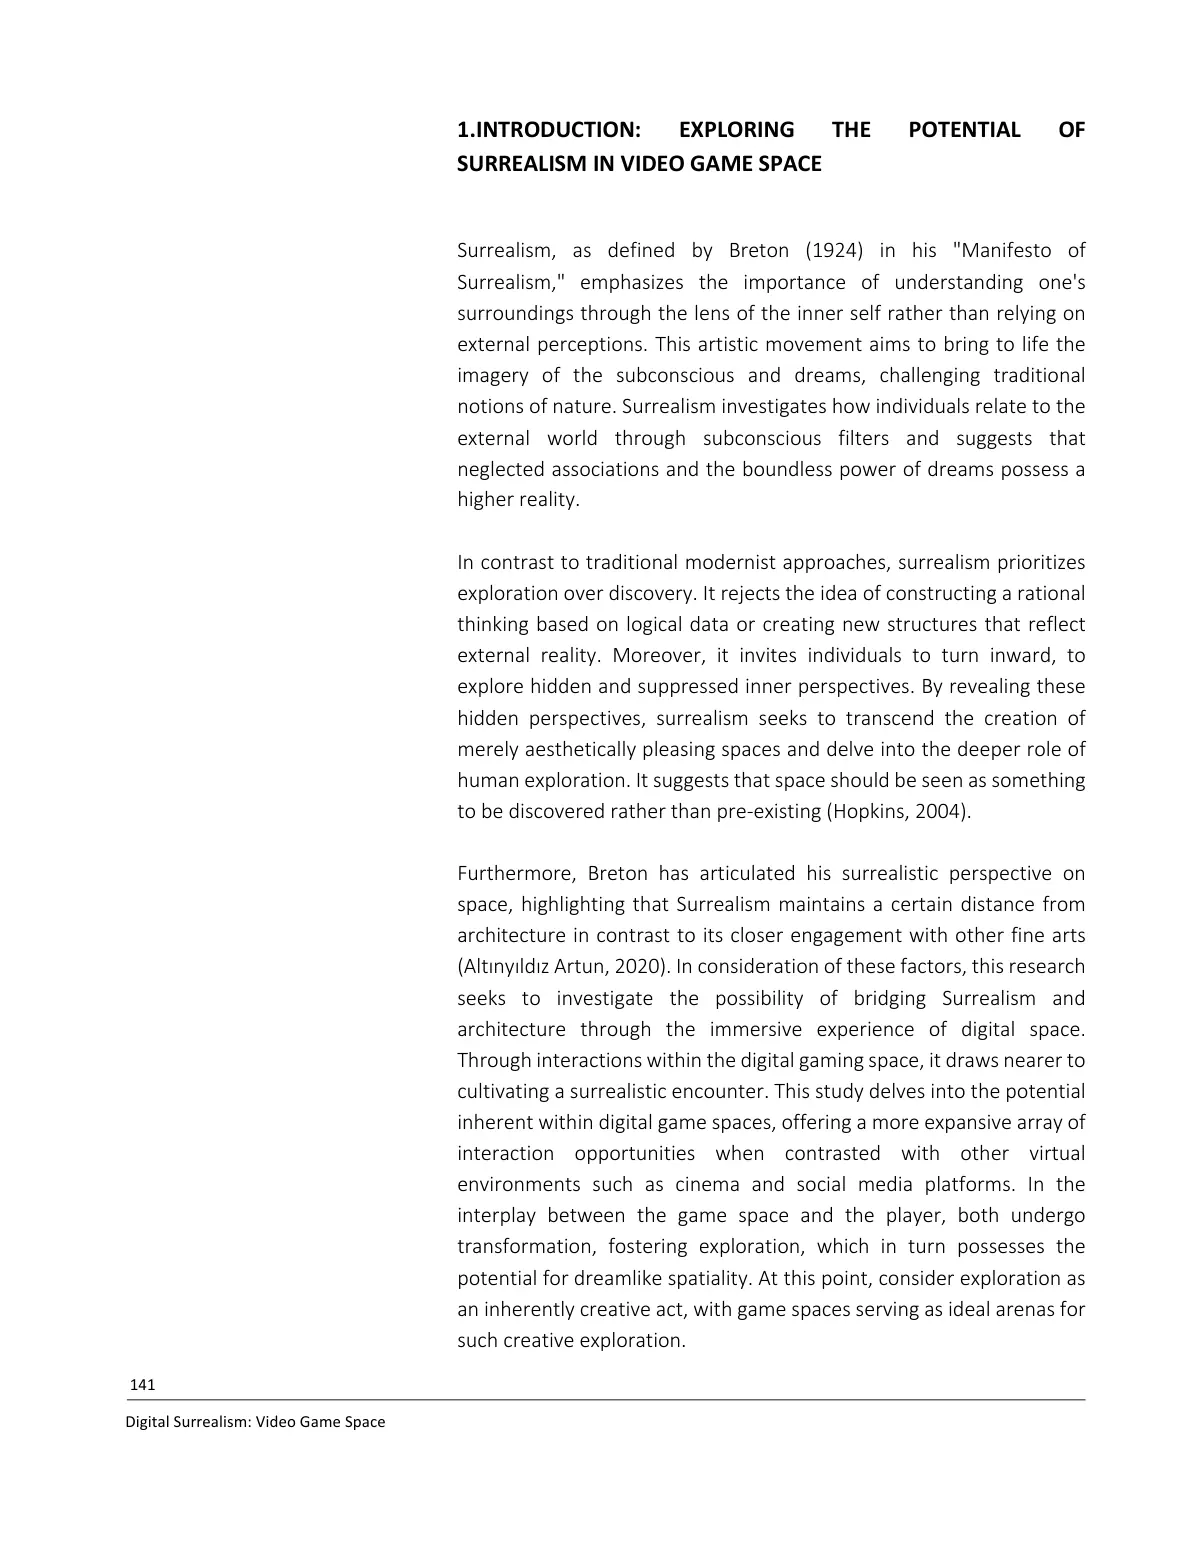 1.INTRODUCTION: EXPLORING THE POTENTIAL OF
SURREALISM IN VIDEO GAME SPACE
Surrealism, as defined by Breton (1924) in his "Manifesto of
Surrealism," emphasizes the importance of understanding one's
surroundings through the lens of the inner self rather than relying on
external perceptions. This artistic movement aims to bring to life the
imagery of the subconscious and dreams, challenging traditional
notions of nature. Surrealism investigates how individuals relate to the
external world through subconscious filters and suggests that
neglected associations and the boundless power of dreams possess a
higher reality.
In contrast to traditional modernist approaches, surrealism prioritizes
exploration over discovery. It rejects the idea of constructing a rational
thinking based on logical data or creating new structures that reflect
external reality. Moreover, it invites individuals to turn inward, to
explore hidden and suppressed inner perspectives. By revealing these
hidden perspectives, surrealism seeks to transcend the creation of
merely aesthetically pleasing spaces and delve into the deeper role of
human exploration. It suggests that space should be seen as something
to be discovered rather than pre-existing (Hopkins, 2004).
Furthermore, Breton has articulated his surrealistic perspective on
space, highlighting that Surrealism maintains a certain distance from
architecture in contrast to its closer engagement with other fine arts
(Altınyıldız Artun, 2020). In consideration of these factors, this research
seeks to investigate the possibility of bridging Surrealism and
architecture through the immersive experience of digital space.
Through interactions within the digital gaming space, it draws nearer to
cultivating a surrealistic encounter. This study delves into the potential
inherent within digital game spaces, offering a more expansive array of
interaction opportunities when contrasted with other virtual
environments such as cinema and social media platforms. In the
interplay between the game space and the player, both undergo
transformation, fostering exploration, which in turn possesses the
potential for dreamlike spatiality. At this point, consider exploration as
an inherently creative act, with game spaces serving as ideal arenas for
such creative exploration.
141
Digital Surrealism: Video Game Space